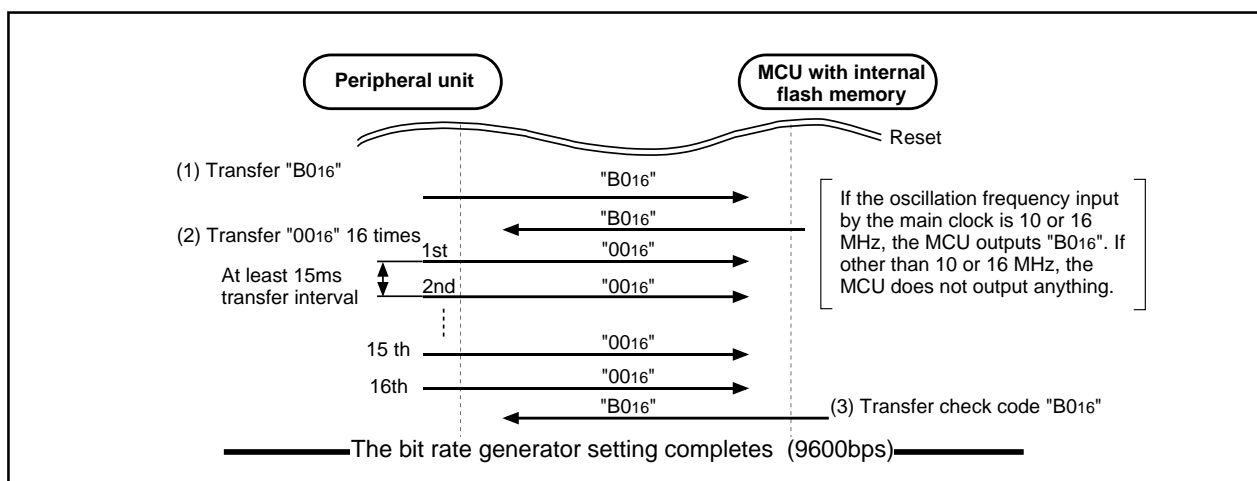 Peripheral unit
MCU with internal
flash memory
Reset
(1) Transfer "B016"
"B016"
"B016"
If the oscillation frequency input
by the main clock is 10 or 16
MHz, the MCU outputs "B016". If
other than 10 or 16 MHz, the
MCU does not output anything.
(2) Transfer "0016" 16 times
1st
"0016"
At least 15ms
transfer interval
2nd
"0016"
15 th
"0016"
16th
"0016"
"B016"
(3) Transfer check code "B016"
The bit rate generator setting completes (9600bps)